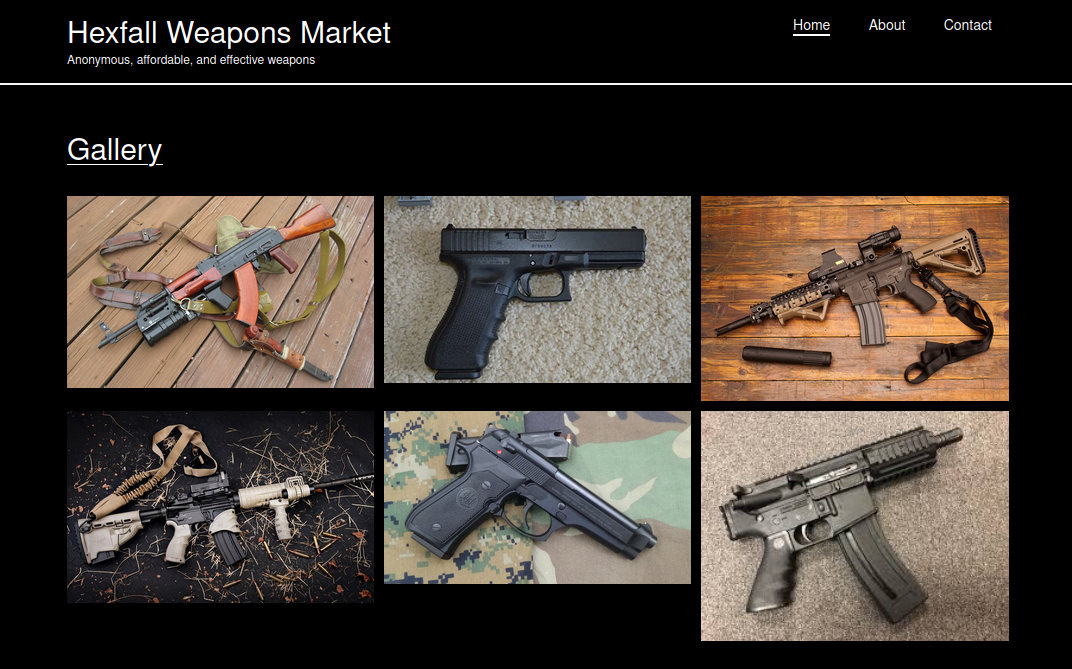 Hexfall Weapons Market
Home About Contact
Anonymous, affordable, and effective weapons
Gallery